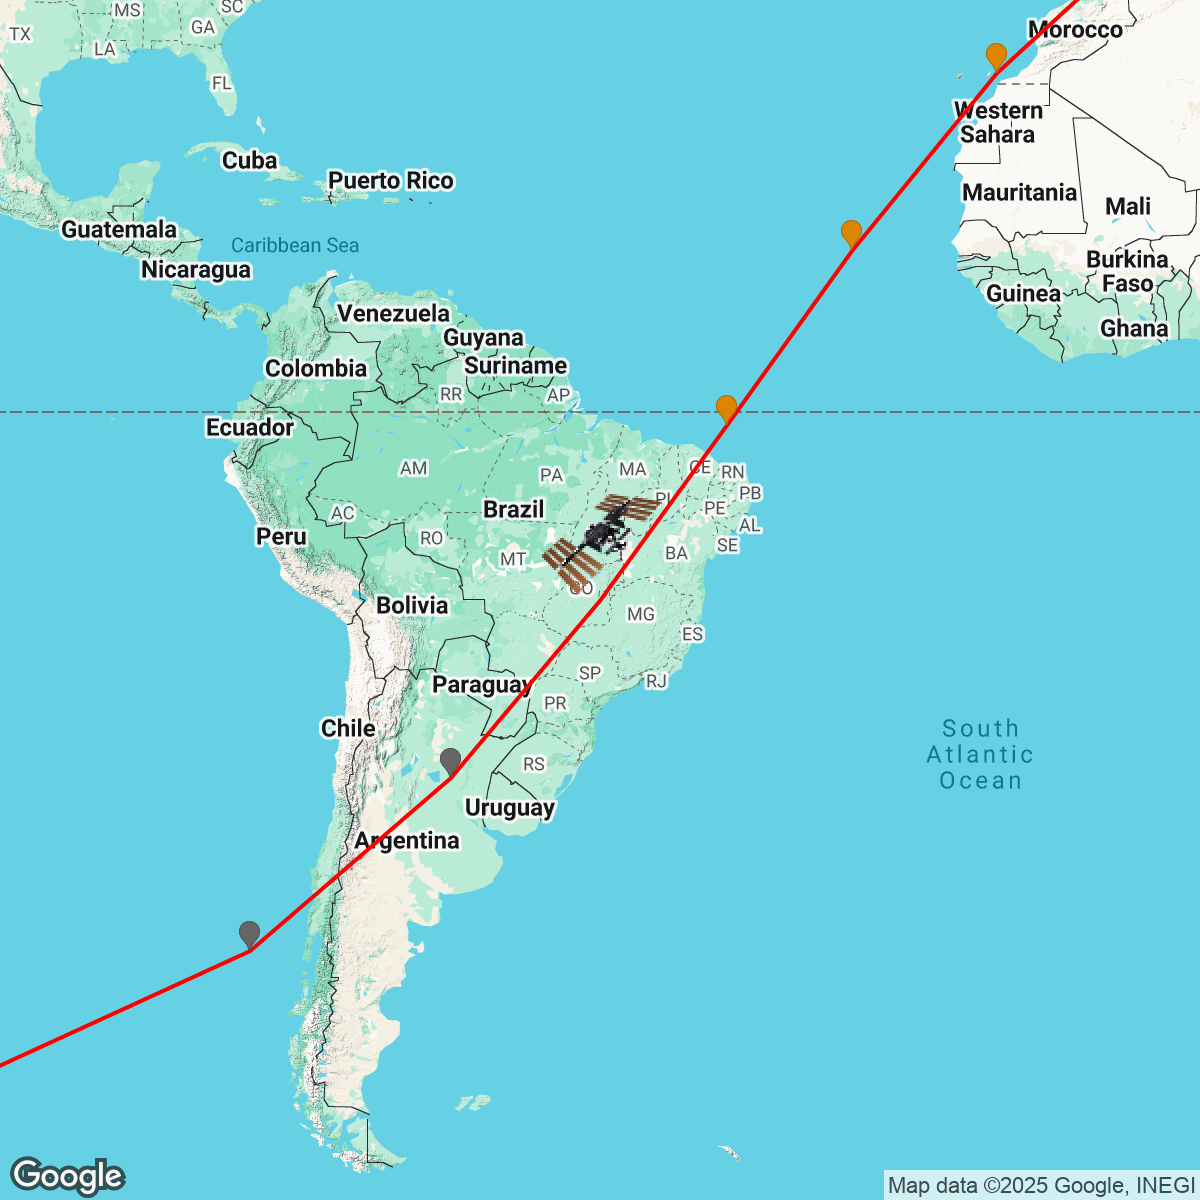 MS
SC
TX
GA
LA
FL
Morocco
Western
Sahara
Cuba
Puerto Rico
Mauritania
Mali
Guatemala
Caribbean Sea
Nicaragua
Burkina
Faso
Guinea
Venezuela
Ghana
Guyana
Colombia
Suriname
RR
AP
Ecuador
AM
PA
MA
CE
RN
PB
PI
PE
Brazil
AC
AL
Peru
RO
MT
BA
SE
GO
Bolivia
MG
ES
SP
RJ
Paraguay
PR
Chile
South
Atlantic
Ocean
RS
Uruguay
Argentina
Google
Map data ©2025 Google, INEGI